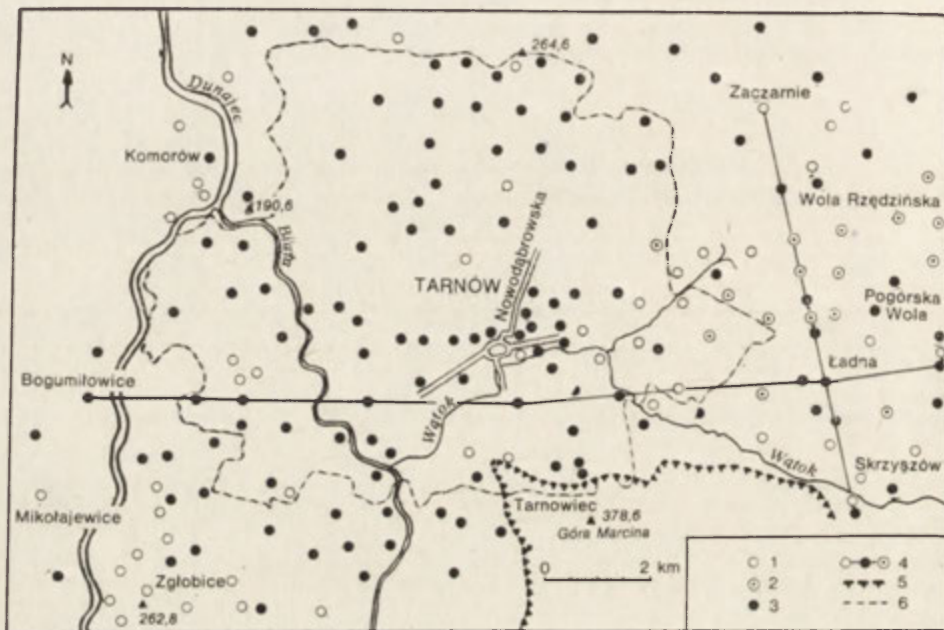 264,6
N
Dunajec
Zaczarnie
Komorów
Wola Rzędzińska
190,6
Biała
Nowodąbrowska
TARNÓW
Pogórska
Wola
Ładna
Bogumiłowice
Wątok
Wątok
Skrzyszów
Mikołajewice
Tarnowiec
378,6
Góra Marcina
0 2 km
Zgłobice
262,8
1 4
2 5
3 6